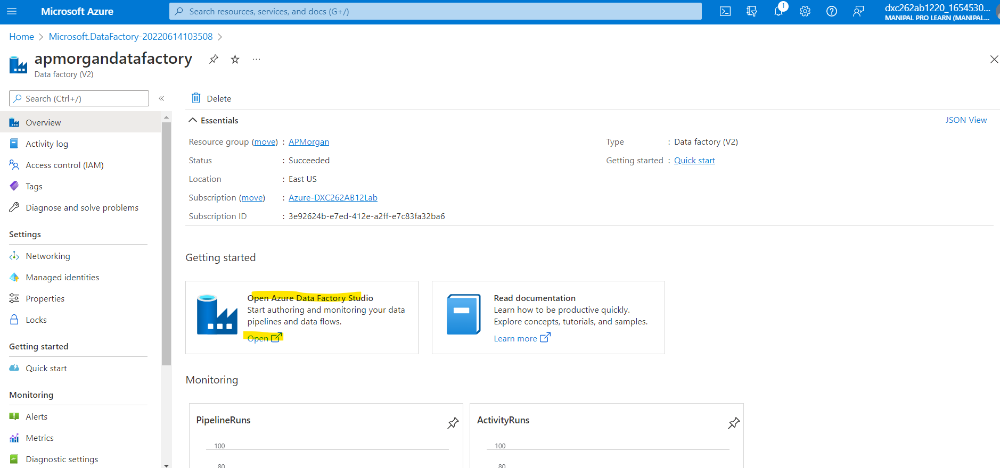 Microsoft Azure
Search resources, services, and docs (G+/)
1
dxc262ab1220_1654530...
MANIPAL PRO LEARN (MANIPAL...
Home > Microsoft.DataFactory-20220614103508 >
apmorgandatafactory
...
Data factory (V2)
Search (Ctrl+/)
«
Overview
Activity log
Access control (IAM)
Tags
Diagnose and solve problems
Settings
Networking
Managed identities
Properties
Locks
Getting started
Quick start
Monitoring
Alerts
Metrics
Diagnostic settings
Delete
Essentials
JSON View
Resource group (move) : APMorgan
Status : Succeeded
Location : East US
Subscription (move) : Azure-DXC262AB12Lab
Subscription ID : 3e92624b-e7ed-412e-a2ff-e7c83fa32ba6
Type : Data factory (V2)
Getting started : Quick start
Getting started
Open Azure Data Factory Studio
Start authoring and monitoring your data
pipelines and data flows.
Open
Read documentation
Learn how to be productive quickly.
Explore concepts, tutorials, and samples.
Learn more
Monitoring
PipelineRuns
100
80
ActivityRuns
100
80